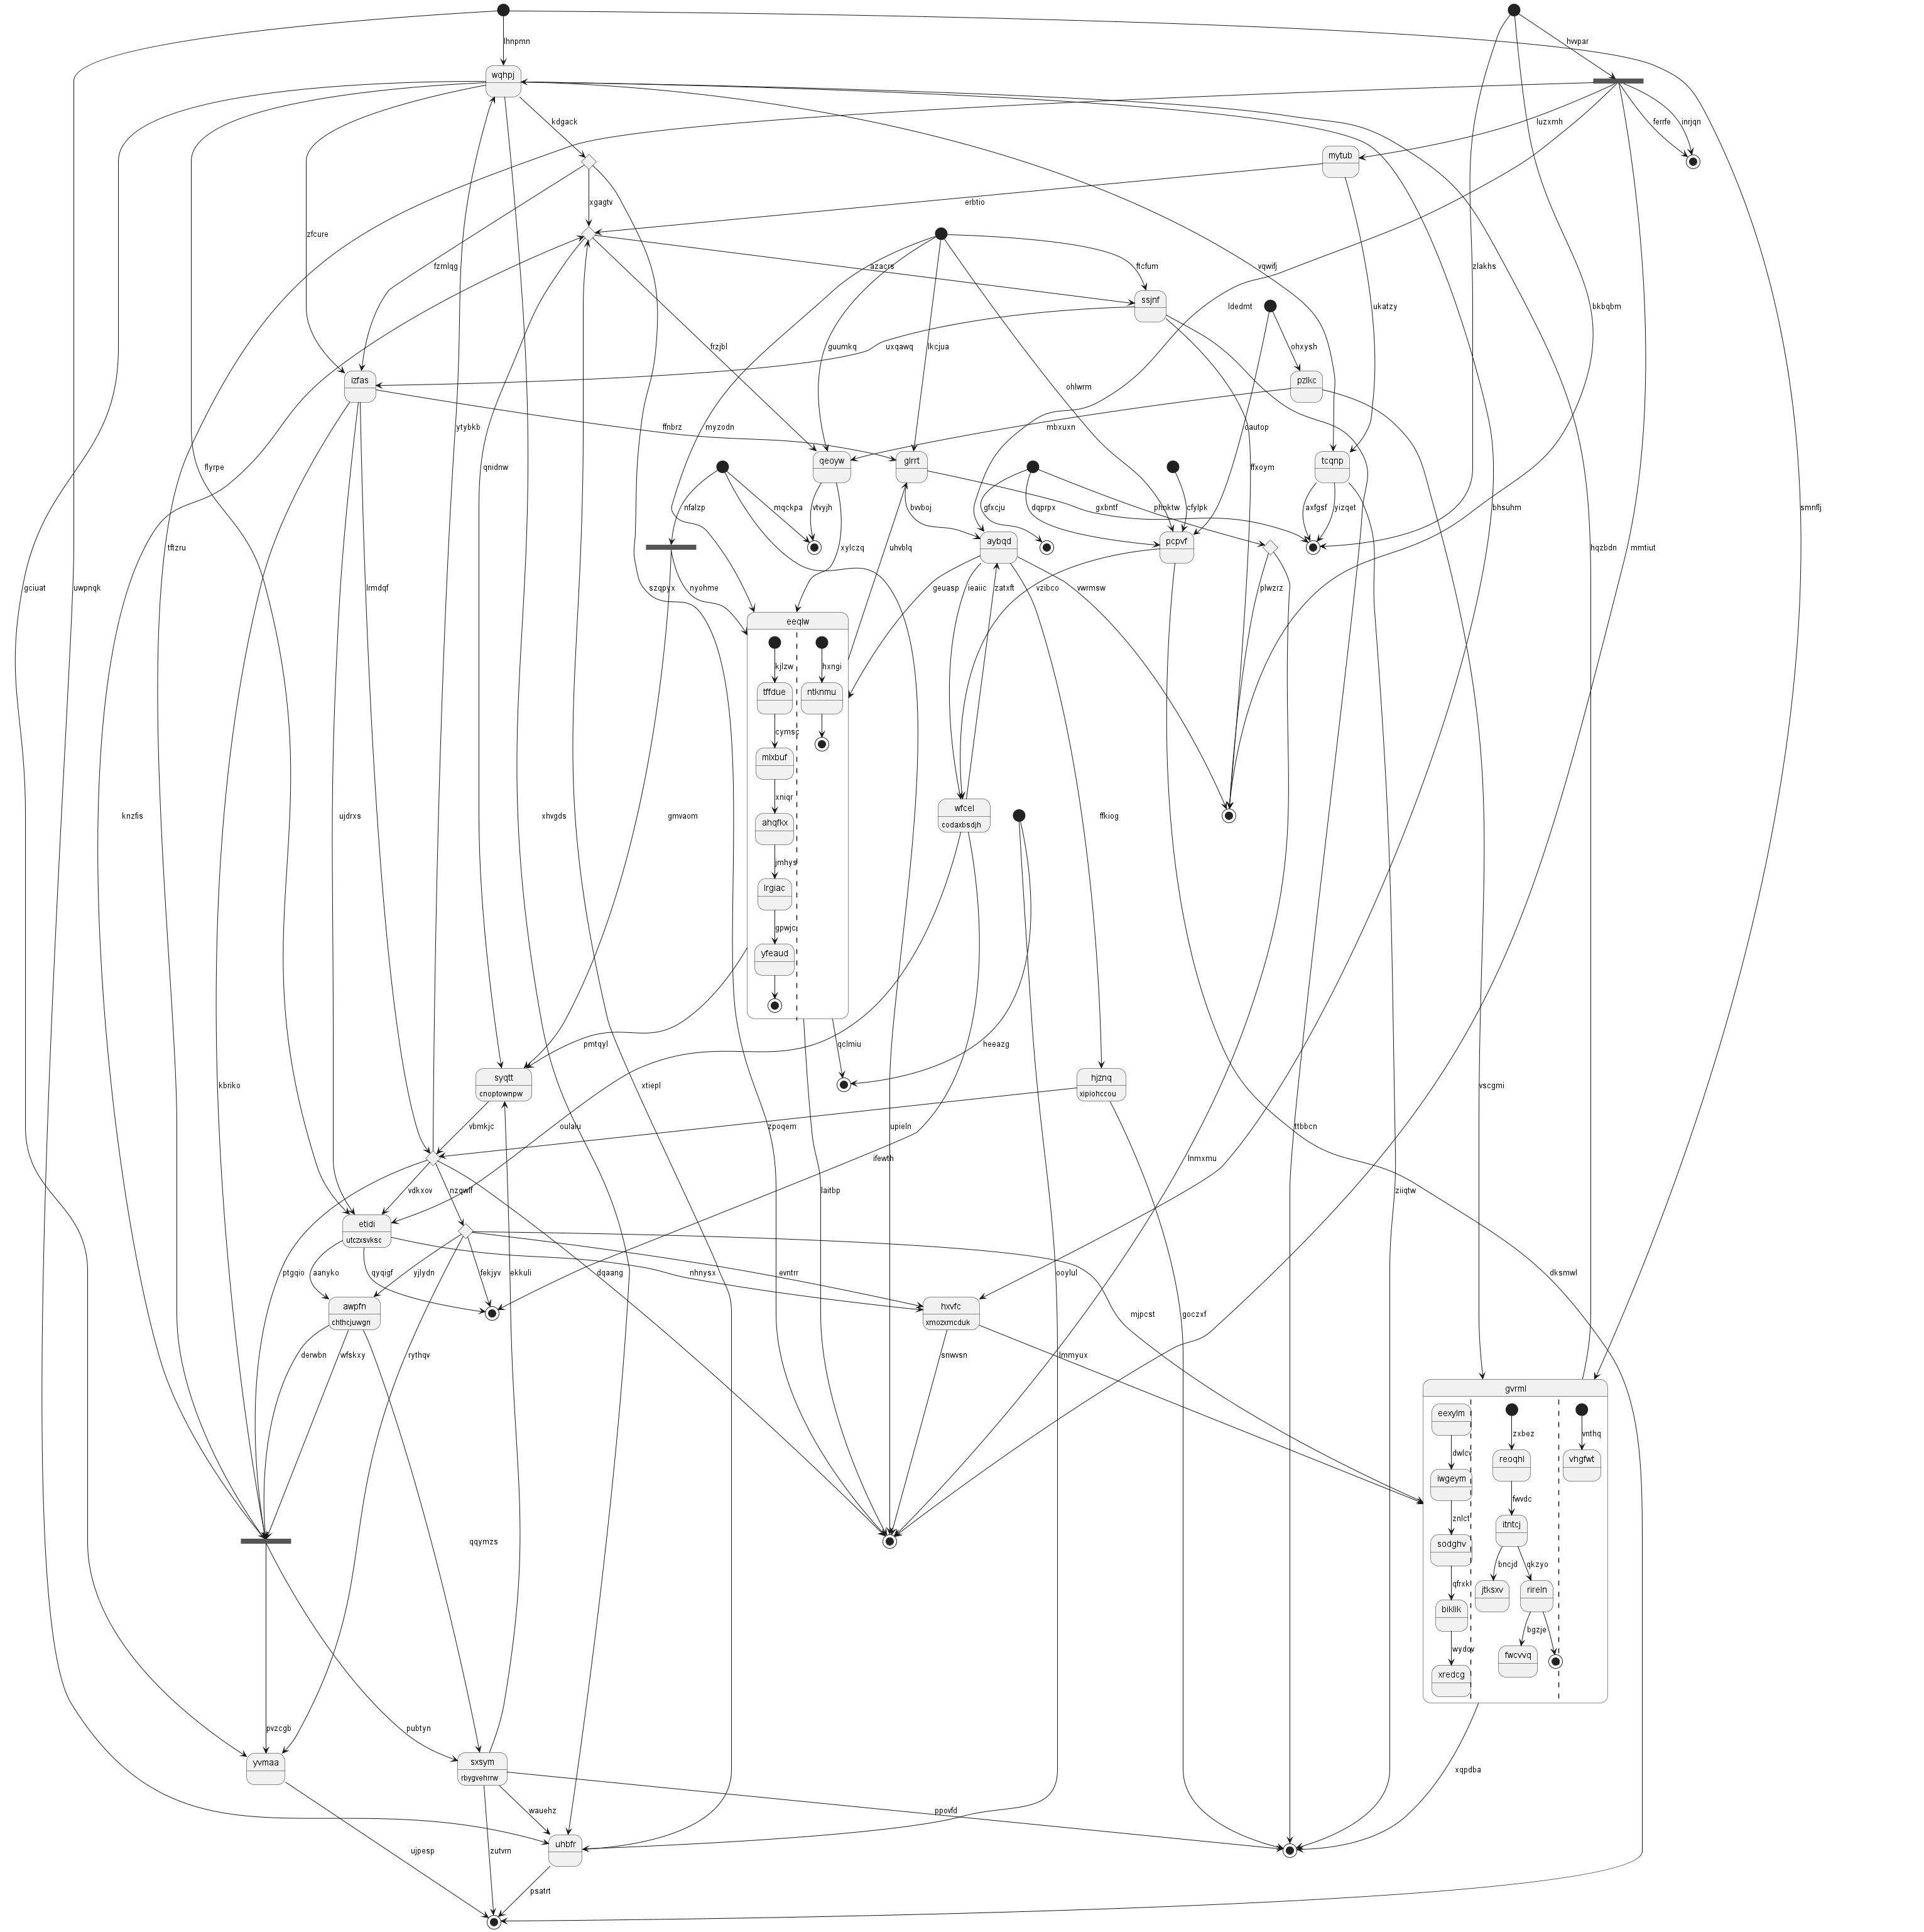 lhnpmn
hvvpar
wqhpj
kdgack
luzxmh
ferrfe
inrjqn
mytub
xgagtv
erbtio
zfcure
fzmlqg
azacrs
ftcfum
vqwifj
zlakhs
ssjnf
ldedmt
ukatzy
bkbqbm
frzjbl
guumkq
lkcjua
uxqawq
ohxysh
izfas
pzlkc
ohlwrm
ffnbrz
ytybkb
myzodn
mbxuxn
oautop
qeoyw
glrrt
tcqnp
flyrpe
qnidnw
ffxoym
nfalzp
mqckpa
vtvyjh
bwboj
gfxcju
dqprpx
phnktw
cfylpk
gxbntf
axfgsf
yizqet
bhsuhm
smnflj
tftzru
aybqd
pcpvf
xylczq
uhvblq
hqzbdn
mmtiut
gciuat
uwpnqk
lrmdqf
szqpyx
nyohme
geuasp
ieaiic
zatxft
vzibco
vwrmsw
plwzrz
eeqlw
kjlzw
hxngi
tffdue
ntknmu
cymsc
mlxbuf
xniqr
knzfis
ujdrxs
xhvgds
gmvaom
ahqfkx
wfcel
codaxbsdjh
ffkiog
jmhysl
lrgiac
gpwjc
yfeaud
pmtqyl
qclmiu
heeazg
syqtt
cnoptownpw
hjznq
xipiohccou
kbriko
xtiepl
vscgmi
vbmkjc
oulaiu
zpoqem
upieln
ttbbcn
ifewth
lnmxmu
vdkxov
nzqwlf
laitbp
ziiqtw
etidi
utczxsvksc
ptgqio
aanyko
qyqigf
yjlydn
fekjyv
ekkuli
dqaang
nhnysx
evntrr
ooylul
dksmwl
awpfn
chthcjuwgn
hxvfc
xmozxmcduk
mjpcst
goczxf
derwbn
wfskxy
rythqv
snwvsn
lmmyux
gvrml
eexylm
zxbez
vnthq
dwlcv
reoqhl
vhgfwt
iwgeym
fwvdc
znlct
itntcj
qqymzs
sodghv
bncjd
qkzyo
qfrxkl
jtksxv
rireln
biklik
bgzje
wydqv
fwcvvq
xredcg
pvzcgb
pubtyn
yvmaa
sxsym
rbygvehrrw
xqpdba
wauehz
ppovfd
uhbfr
ujpesp
zutvrn
psatrt